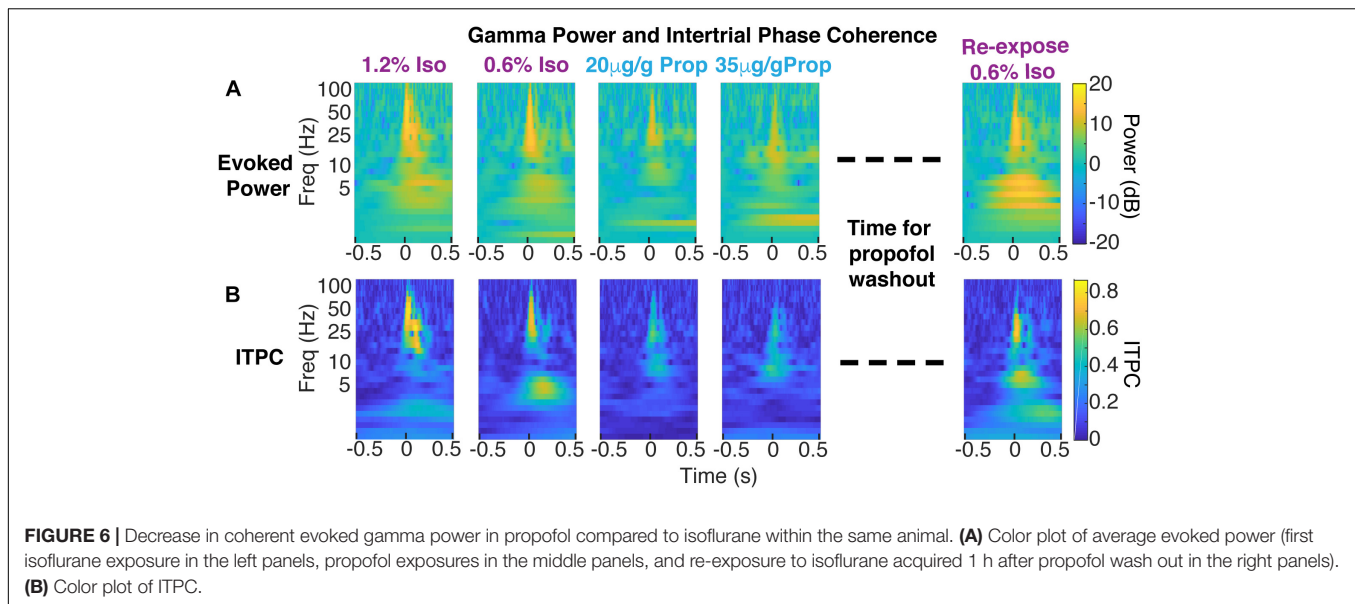 Gamma Power and Intertrial Phase Coherence
1.2% Iso 0.6% Iso 20μg/g Prop 35μg/gProp
Re-expose
0.6% Iso
A
Evoked
Power
Freq (Hz)
100
50
25
10
5
-0.5 0 0.5 -0.5 0 0.5 -0.5 0 0.5 -0.5 0 0.5 -0.5 0 0.5
20
10
0
-10
-20
Power (dB)
Time for
propofol
washout
B
ITPC
Freq (Hz)
100
50
25
10
5
-0.5 0 0.5 -0.5 0 0.5 -0.5 0 0.5 -0.5 0 0.5 -0.5 0 0.5
0.8
0.6
0.4
0.2
0
ITPC
Time (s)
FIGURE 6 | Decrease in coherent evoked gamma power in propofol compared to isoflurane within the same animal. (A) Color plot of average evoked power (first
isoflurane exposure in the left panels, propofol exposures in the middle panels, and re-exposure to isoflurane acquired 1 h after propofol wash out in the right panels).
(B) Color plot of ITPC.